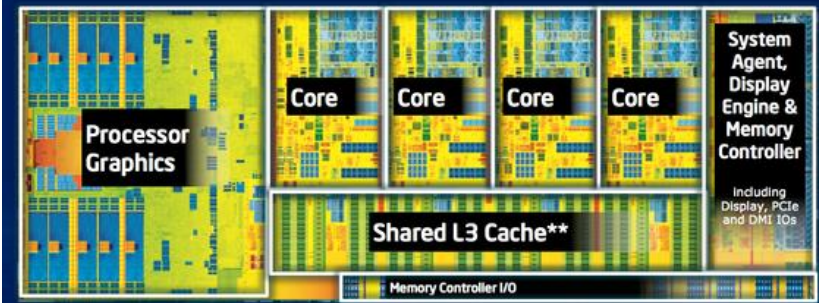 Processor
Graphics
Core
Core
Core
Core
System
Agent,
Display
Engine &
Memory
Controller
including
Display, PCIe
and DMI IOs
Shared L3 Cache**
Memory Controller I/O